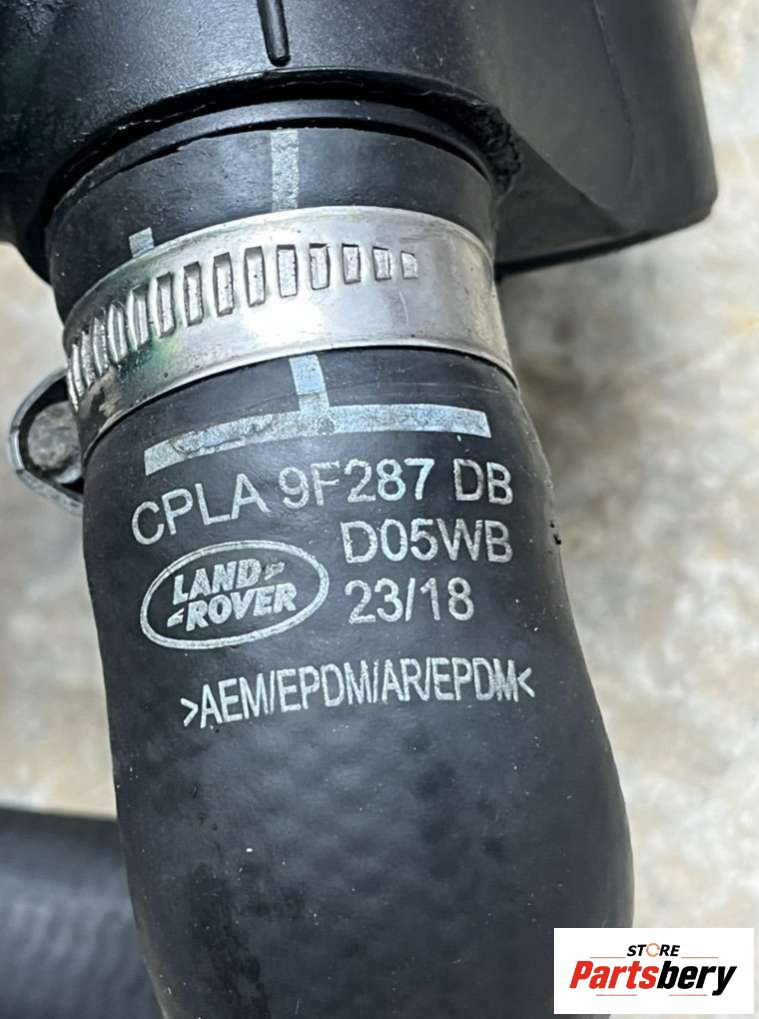 CPLA 9F287 DB
D05WB
LAND
ROVER
23/18
>AEM/EPDM/AR/EPDM<
STORE
Partsbery